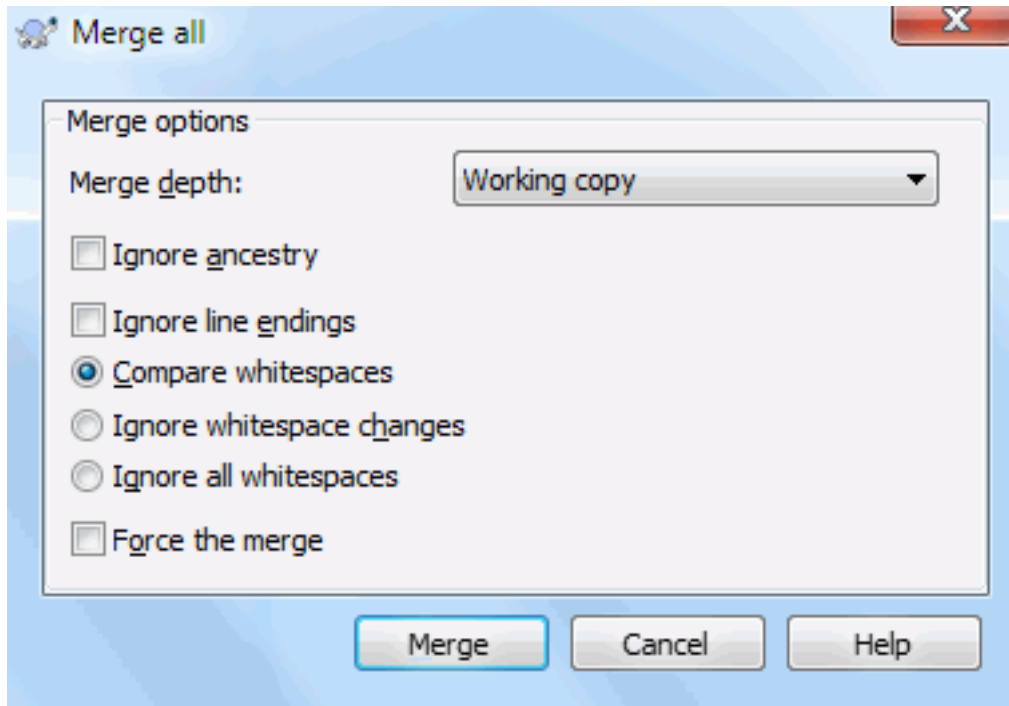 Merge all
Merge options
Merge depth: Working copy
Ignore ancestry
Ignore line endings
Compare whitespaces
Ignore whitespace changes
Ignore all whitespaces
Force the merge
Merge Cancel Help